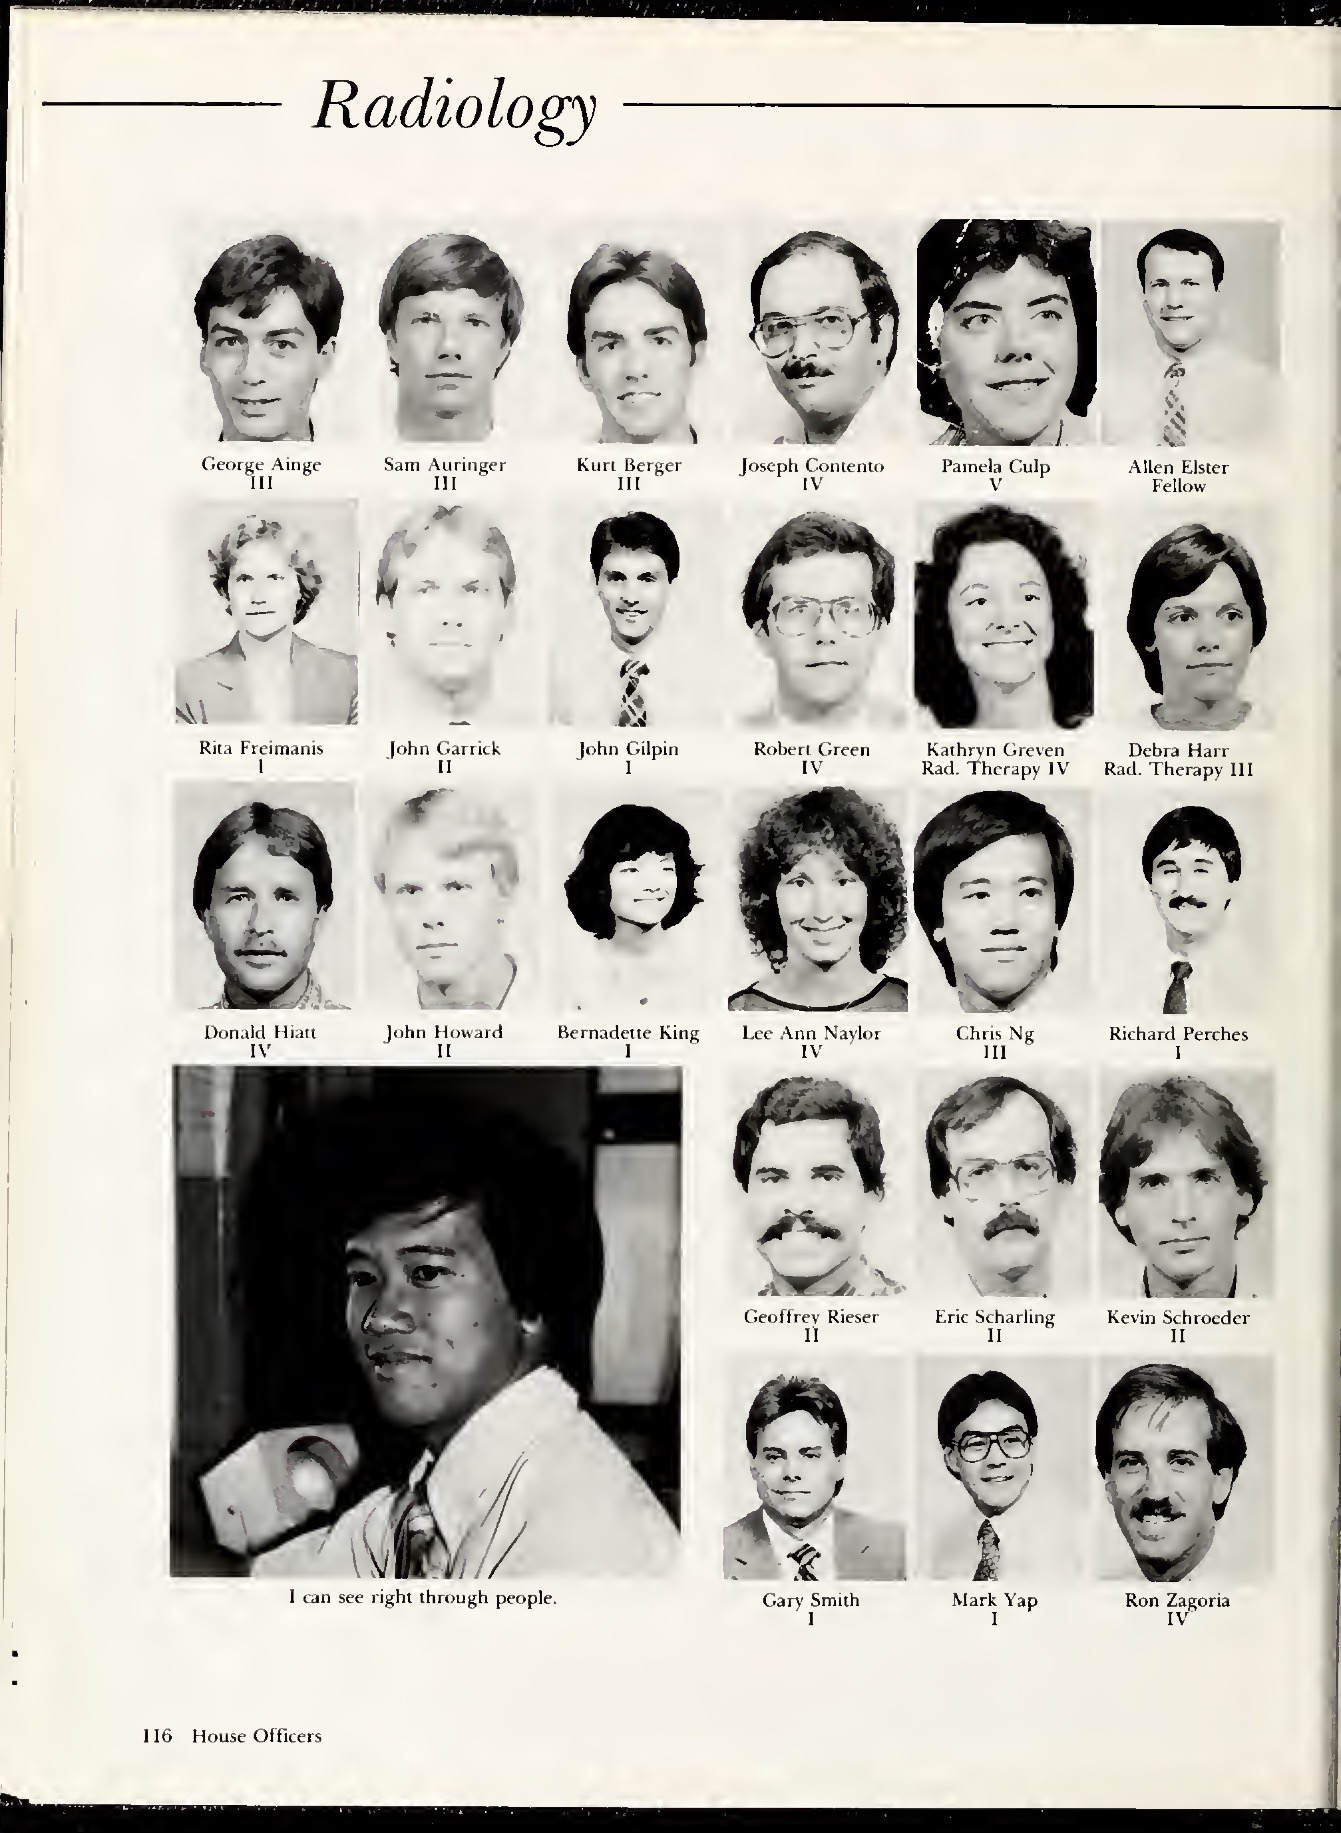 Radiology
George Ainge
III
Sam Auringer
III
Kurt Berger
III
Joseph Contento
IV
Pamela Culp
V
Allen Elster
Fellow
Rita Freimanis
I
John Garrick
II
John Gilpin
I
Robert Green
IV
Kathryn Greven
Rad. Therapy IV
Debra Harr
Rad. Therapy III
Donald Hiatt
IV
John Howard
II
Bernadette King
I
Lee Ann Naylor
IV
Chris Ng
III
Richard Perches
I
Geoffrey Rieser
II
Eric Scharling
II
Kevin Schroeder
II
I can see right through people.
Gary Smith
I
Mark Yap
I
Ron Zagoria
IV
116 House Officers